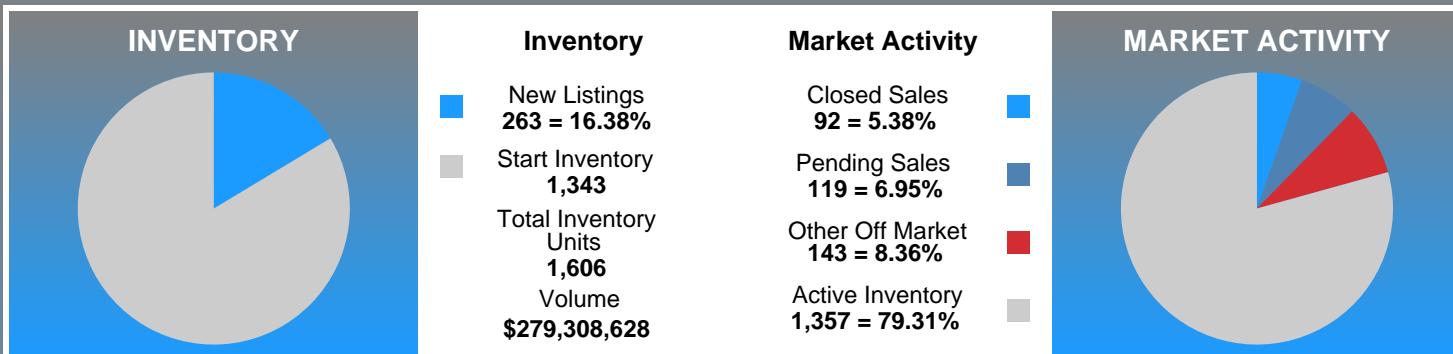 INVENTORY
Inventory
New Listings
263 = 16.38%
Start Inventory
1,343
Total Inventory
Units
1,606
Volume
$279,308,628
Market Activity
Closed Sales
92 = 5.38%
Pending Sales
119 = 6.95%
Other Off Market
143 = 8.36%
Active Inventory
1,357 = 79.31%
MARKET ACTIVITY